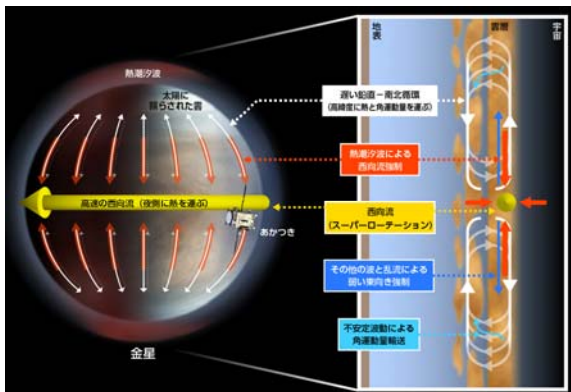 熱潮汐波
太陽に
照らされた雲
高速の西向流（夜側に熱を運ぶ）
あかつき
金星
地表
雲層
宇宙
遅い鉛直－南北循環
（高緯度に熱と角運動量を運ぶ）
熱潮汐波による
西向流強制
西向流
（スーパーローテーション）
その他の波と乱流による
弱い東向き強制
不安定波動による
角運動量輸送